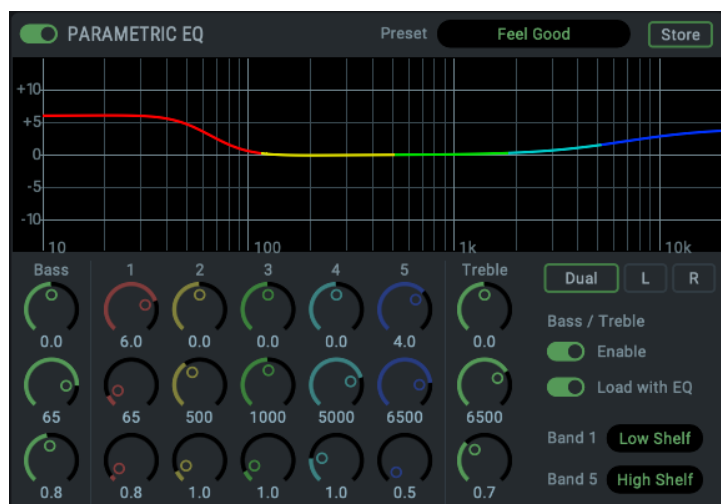 PARAMETRIC EQ Preset Feel Good Store
+10
+5
0
-5
-10
10 100 1k 10k
Bass 1 2 3 4 5 Treble Dual L R
0.0 6.0 0.0 0.0 0.0 4.0 0.0
Bass / Treble
Enable
65 65 500 1000 5000 6500 6500
Load with EQ
0.8 0.8 1.0 1.0 1.0 0.5 0.7
Band 1 Low Shelf
Band 5 High Shelf